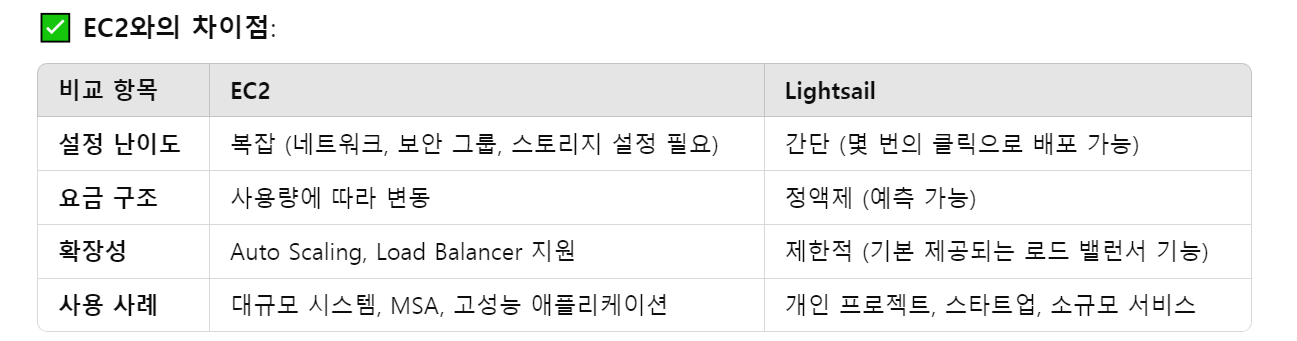 ✅ EC2와의 차이점:
비교 항목 EC2 Lightsail
설정 난이도 복잡 (네트워크, 보안 그룹, 스토리지 설정 필요) 간단 (몇 번의 클릭으로 배포 가능)
요금 구조 사용량에 따라 변동 정액제 (예측 가능)
확장성 Auto Scaling, Load Balancer 지원 제한적 (기본 제공되는 로드 밸런서 기능)
사용 사례 대규모 시스템, MSA, 고성능 애플리케이션 개인 프로젝트, 스타트업, 소규모 서비스